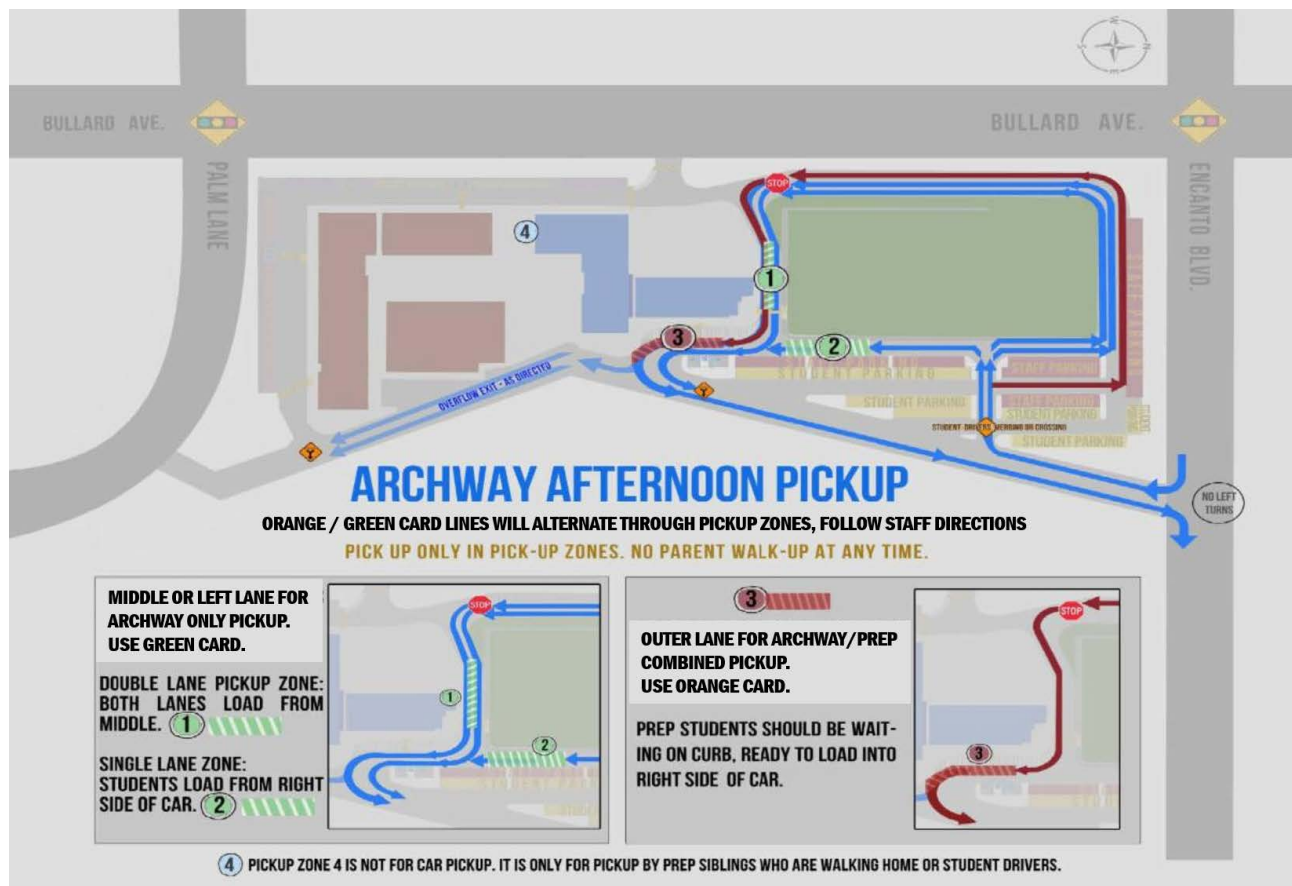 W
S
N
E
BULLARD AVE.
BULLARD AVE.
PALM LANE
ENCANTO BLVD.
STOP
4
1
3
2
STUDENT PARKING
STAFF PARKING
STAFF PARKING
STUDENT PARKING
STUDENT PARKING
STUDENT DRIVERS MERGING OR CROSSING
STUDENT PARKING
OVERFLOW EXIT - AS DIRECTED
NO LEFT
TURNS
ARCHWAY AFTERNOON PICKUP
ORANGE / GREEN CARD LINES WILL ALTERNATE THROUGH PICKUP ZONES, FOLLOW STAFF DIRECTIONS
PICK UP ONLY IN PICK-UP ZONES. NO PARENT WALK-UP AT ANY TIME.
MIDDLE OR LEFT LANE FOR
ARCHWAY ONLY PICKUP.
USE GREEN CARD.
DOUBLE LANE PICKUP ZONE:
BOTH LANES LOAD FROM
MIDDLE. 1
SINGLE LANE ZONE:
STUDENTS LOAD FROM RIGHT
SIDE OF CAR. 2
STOP
1
2
3
OUTER LANE FOR ARCHWAY/PREP
COMBINED PICKUP.
USE ORANGE CARD.
PREP STUDENTS SHOULD BE WAIT-
ING ON CURB, READY TO LOAD INTO
RIGHT SIDE OF CAR.
STOP
3
4 PICKUP ZONE 4 IS NOT FOR CAR PICKUP. IT IS ONLY FOR PICKUP BY PREP SIBLINGS WHO ARE WALKING HOME OR STUDENT DRIVERS.